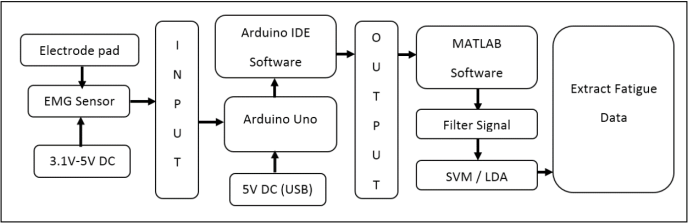 Electrode pad
EMG Sensor
3.1V-5V DC
I
N
P
U
T
Arduino IDE
Software
Arduino Uno
5V DC (USB)
O
U
T
P
U
T
MATLAB
Software
Filter Signal
SVM / LDA
Extract Fatigue
Data